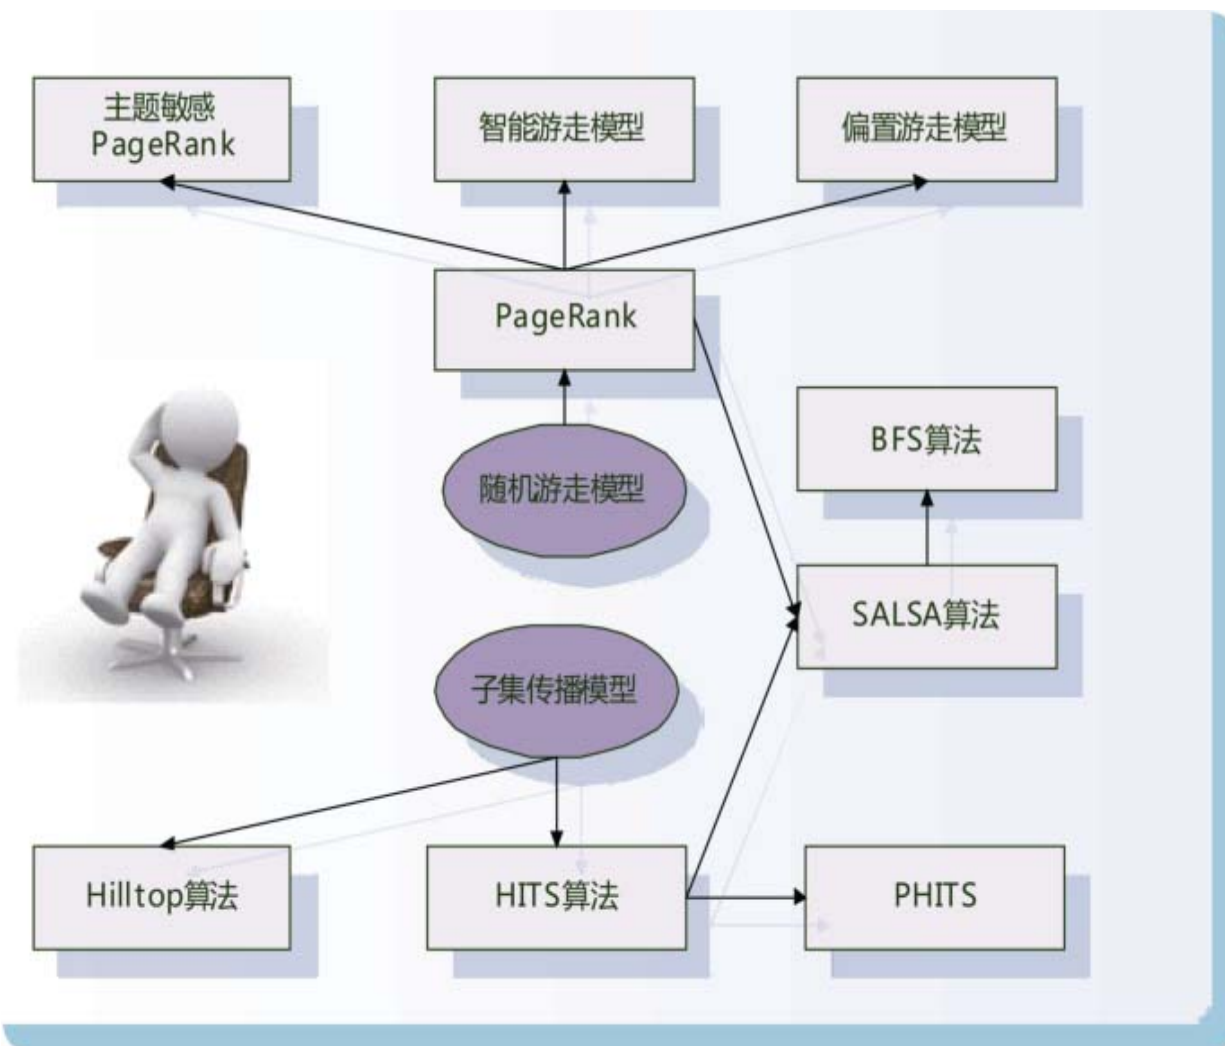 主题敏感
PageRank
智能游走模型
偏置游走模型
PageRank
随机游走模型
BFS算法
SALSA算法
子集传播模型
Hilltop算法
HITS算法
PHITS